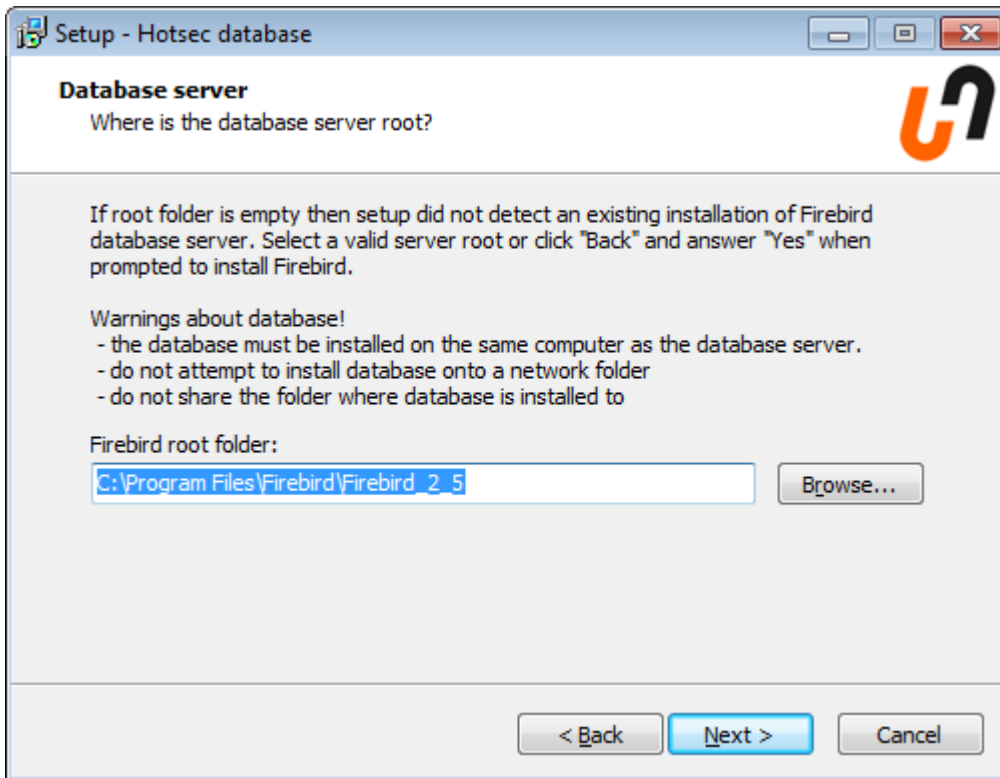 Setup - Hotsec database
Database server
Where is the database server root?
If root folder is empty then setup did not detect an existing installation of Firebird
database server. Select a valid server root or click "Back" and answer "Yes" when
prompted to install Firebird.
Warnings about database!
- the database must be installed on the same computer as the database server.
- do not attempt to install database onto a network folder
- do not share the folder where database is installed to
Firebird root folder:
C:\Program Files\Firebird\Firebird_2_5
Browse...
< Back
Next >
Cancel